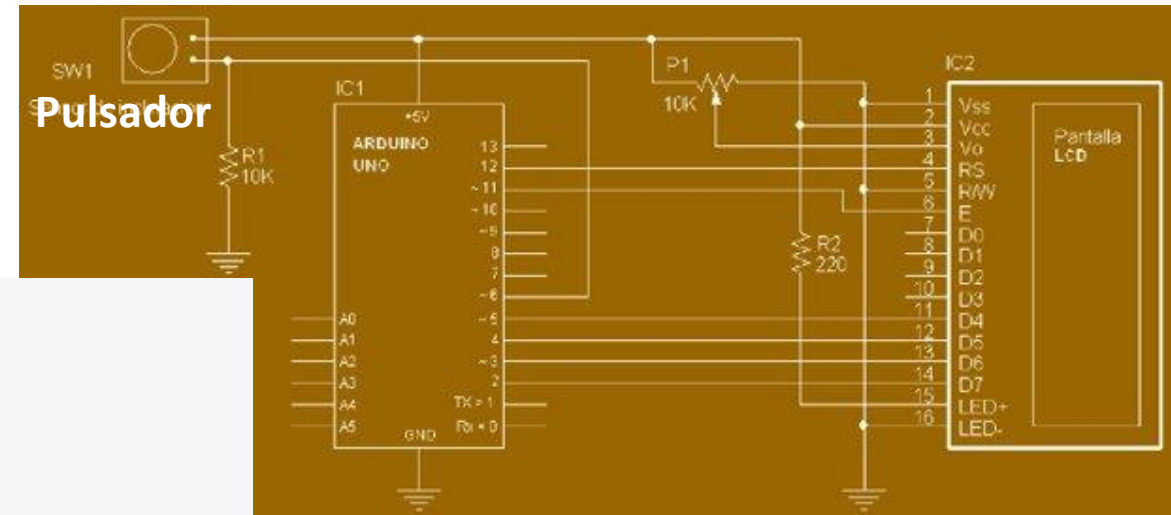 SW1
Pulsador
R1
10K
IC1
+5V
ARDUINO
UNO
13
12
~11
~10
~9
8
7
~6
~5
4
~3
2
TX > 1
Rx < 0
A0
A1
A2
A3
A4
A5
GND
P1
10K
R2
220
IC2
1 Vss
2 Vcc
3 Vo
4 RS
5 R/W
6 E
7 D0
8 D1
9 D2
10 D3
11 D4
12 D5
13 D6
14 D7
15 LED+
16 LED-
Pantalla
LCD